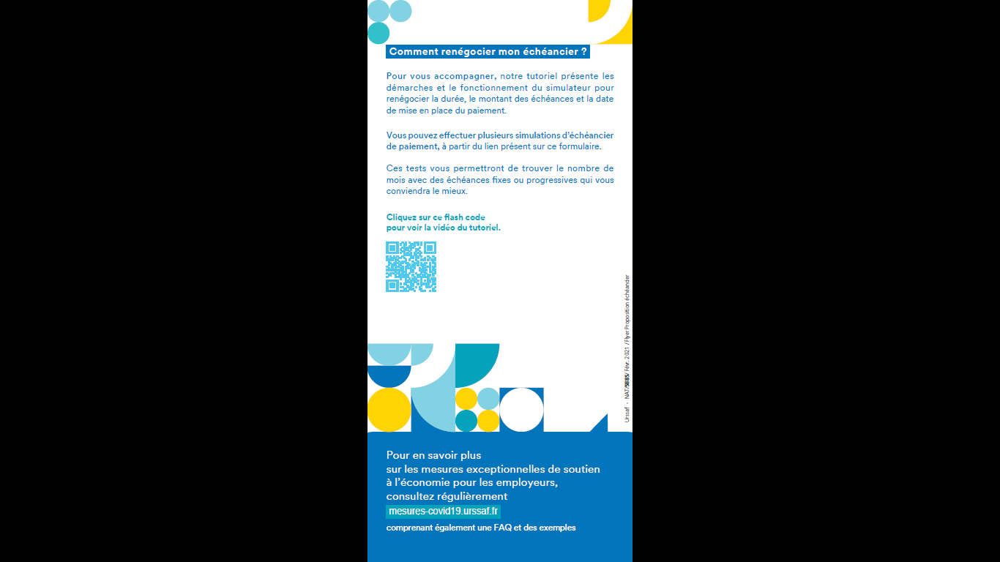 Comment renégocier mon échéancier ?
Pour vous accompagner, notre tutoriel présente les
démarches et le fonctionnement du simulateur pour
renégocier la durée, le montant des échéances et la date
de mise en place du paiement.
Vous pouvez effectuer plusieurs simulations d'échéancier
de paiement, à partir du lien présent sur ce formulaire.
Ces tests vous permettront de trouver le nombre de
mois avec des échéances fixes ou progressives qui vous
conviendra le mieux.
Cliquez sur ce flash code
pour voir la vidéo du tutoriel.
Urssaf - NAT/5885/ Févr. 2021 /Flyer Proposition échéancier
Pour en savoir plus
sur les mesures exceptionnelles de soutien
à l'économie pour les employeurs,
consultez régulièrement
mesures-covid19.urssaf.fr
comprenant également une FAQ et des exemples